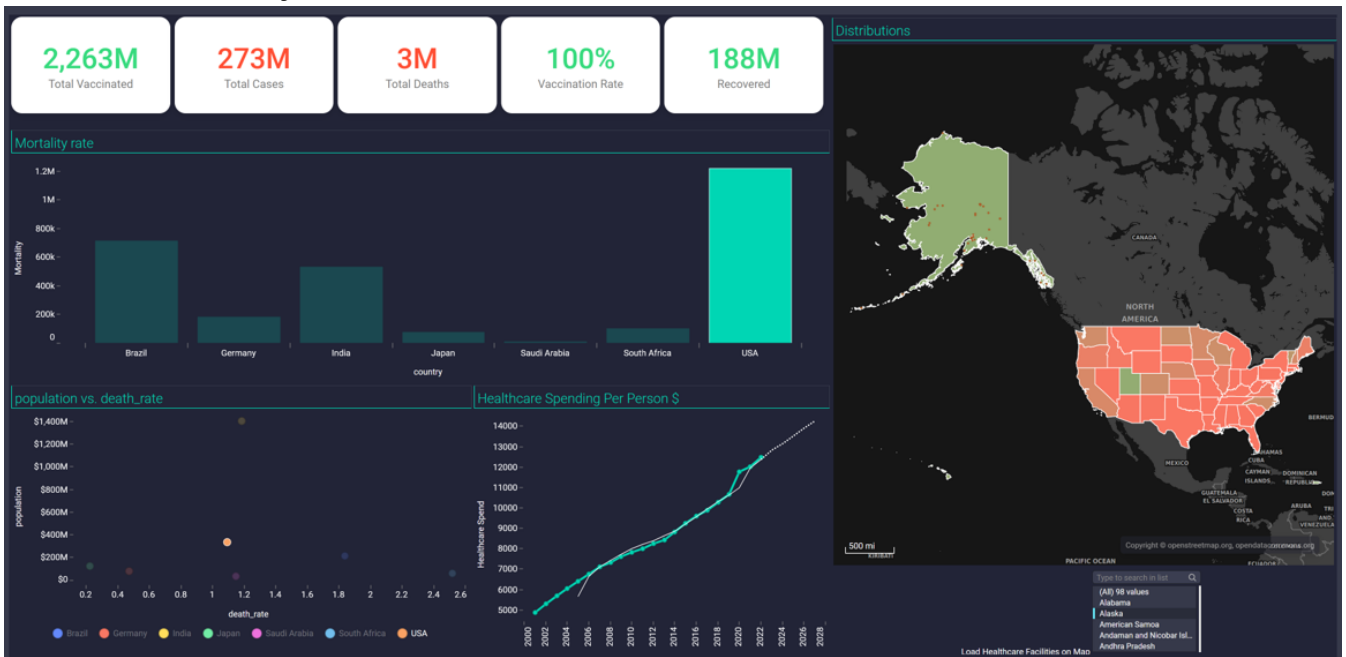 2,263M
Total Vaccinated
273M
Total Cases
3M
Total Deaths
100%
Vaccination Rate
188M
Recovered
Mortality rate
1.2M
1M
800k
600k
400k
200k
0
Mortality
Brazil
Germany
India
Japan
Saudi Arabia
South Africa
USA
country
population vs. death_rate
$1,400M
$1,200M
$1,000M
$800M
$600M
$400M
$200M
$0
population
0.2
0.4
0.6
0.8
1
1.2
1.4
1.6
1.8
2
2.2
2.4
2.6
death_rate
Brazil
Germany
India
Japan
Saudi Arabia
South Africa
USA
Healthcare Spending Per Person $
14000
13000
12000
11000
10000
9000
8000
7000
6000
5000
Healthcare Spend
2000
2002
2004
2006
2008
2010
2012
2014
2016
2018
2020
2022
2024
2026
2028
Distributions
CANADA
NORTH
AMERICA
MEXICO
CUBA
CAYMAN
ISLANDS...
DOMINICAN
GUATEMALA
EL SALVADOR
COSTA
RICA
ARUBA
500 mi
Copyright © openstreetmap.org,
PACIFIC OCEAN
Type to search in list
(All) 98 values
Alabama
Alaska
American Samoa
Andaman and Nicobar Isl...
Andhra Pradesh
Load Healthcare Facilities on Map